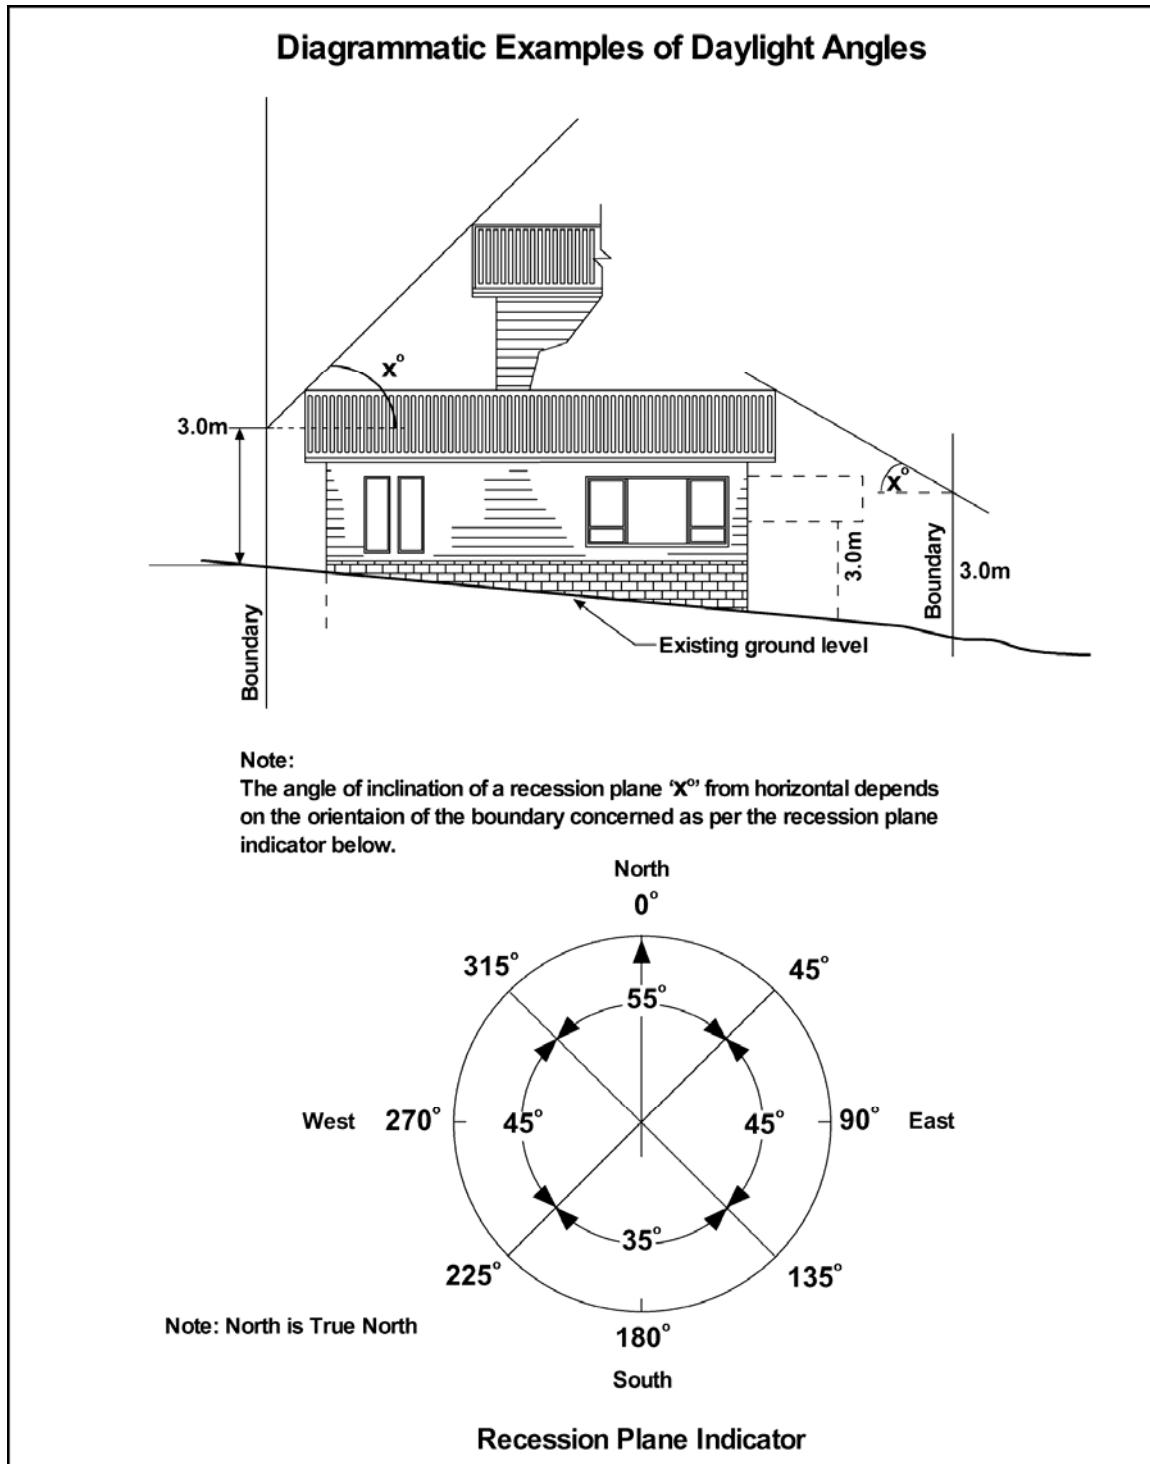 Diagrammatic Examples of Daylight Angles
x°
3.0m
x°
3.0m
Boundary
3.0m
Existing ground level
Boundary
Note:
The angle of inclination of a recession plane ‘X°’ from horizontal depends
on the orientaion of the boundary concerned as per the recession plane
indicator below.
North
0°
315°
45°
55°
West
270°
45°
45°
90°
East
35°
225°
135°
Note: North is True North
180°
South
Recession Plane Indicator